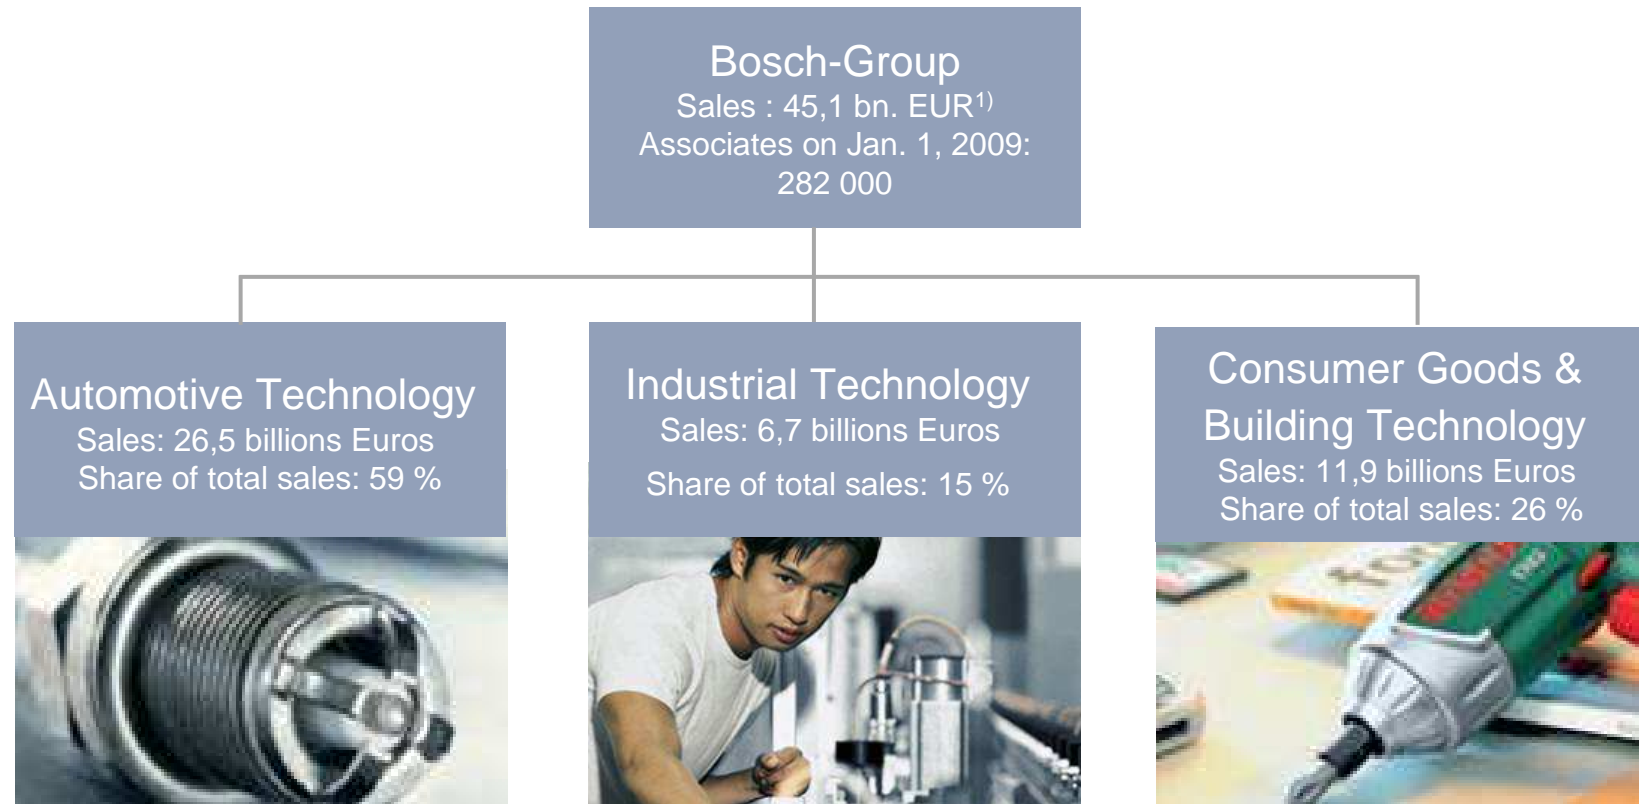 Bosch-Group
Sales : 45,1 bn. EUR1)
Associates on Jan. 1, 2009:
282 000
Automotive Technology
Sales: 26,5 billions Euros
Share of total sales: 59 %
Industrial Technology
Sales: 6,7 billions Euros
Share of total sales: 15 %
Consumer Goods &
Building Technology
Sales: 11,9 billions Euros
Share of total sales: 26 %